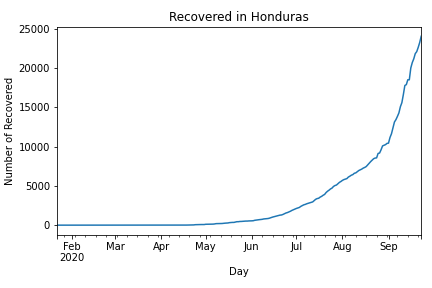 Recovered in Honduras
Number of Recovered
25000
20000
15000
10000
5000
0
Feb Mar Apr May Jun Jul Aug Sep
2020
Day